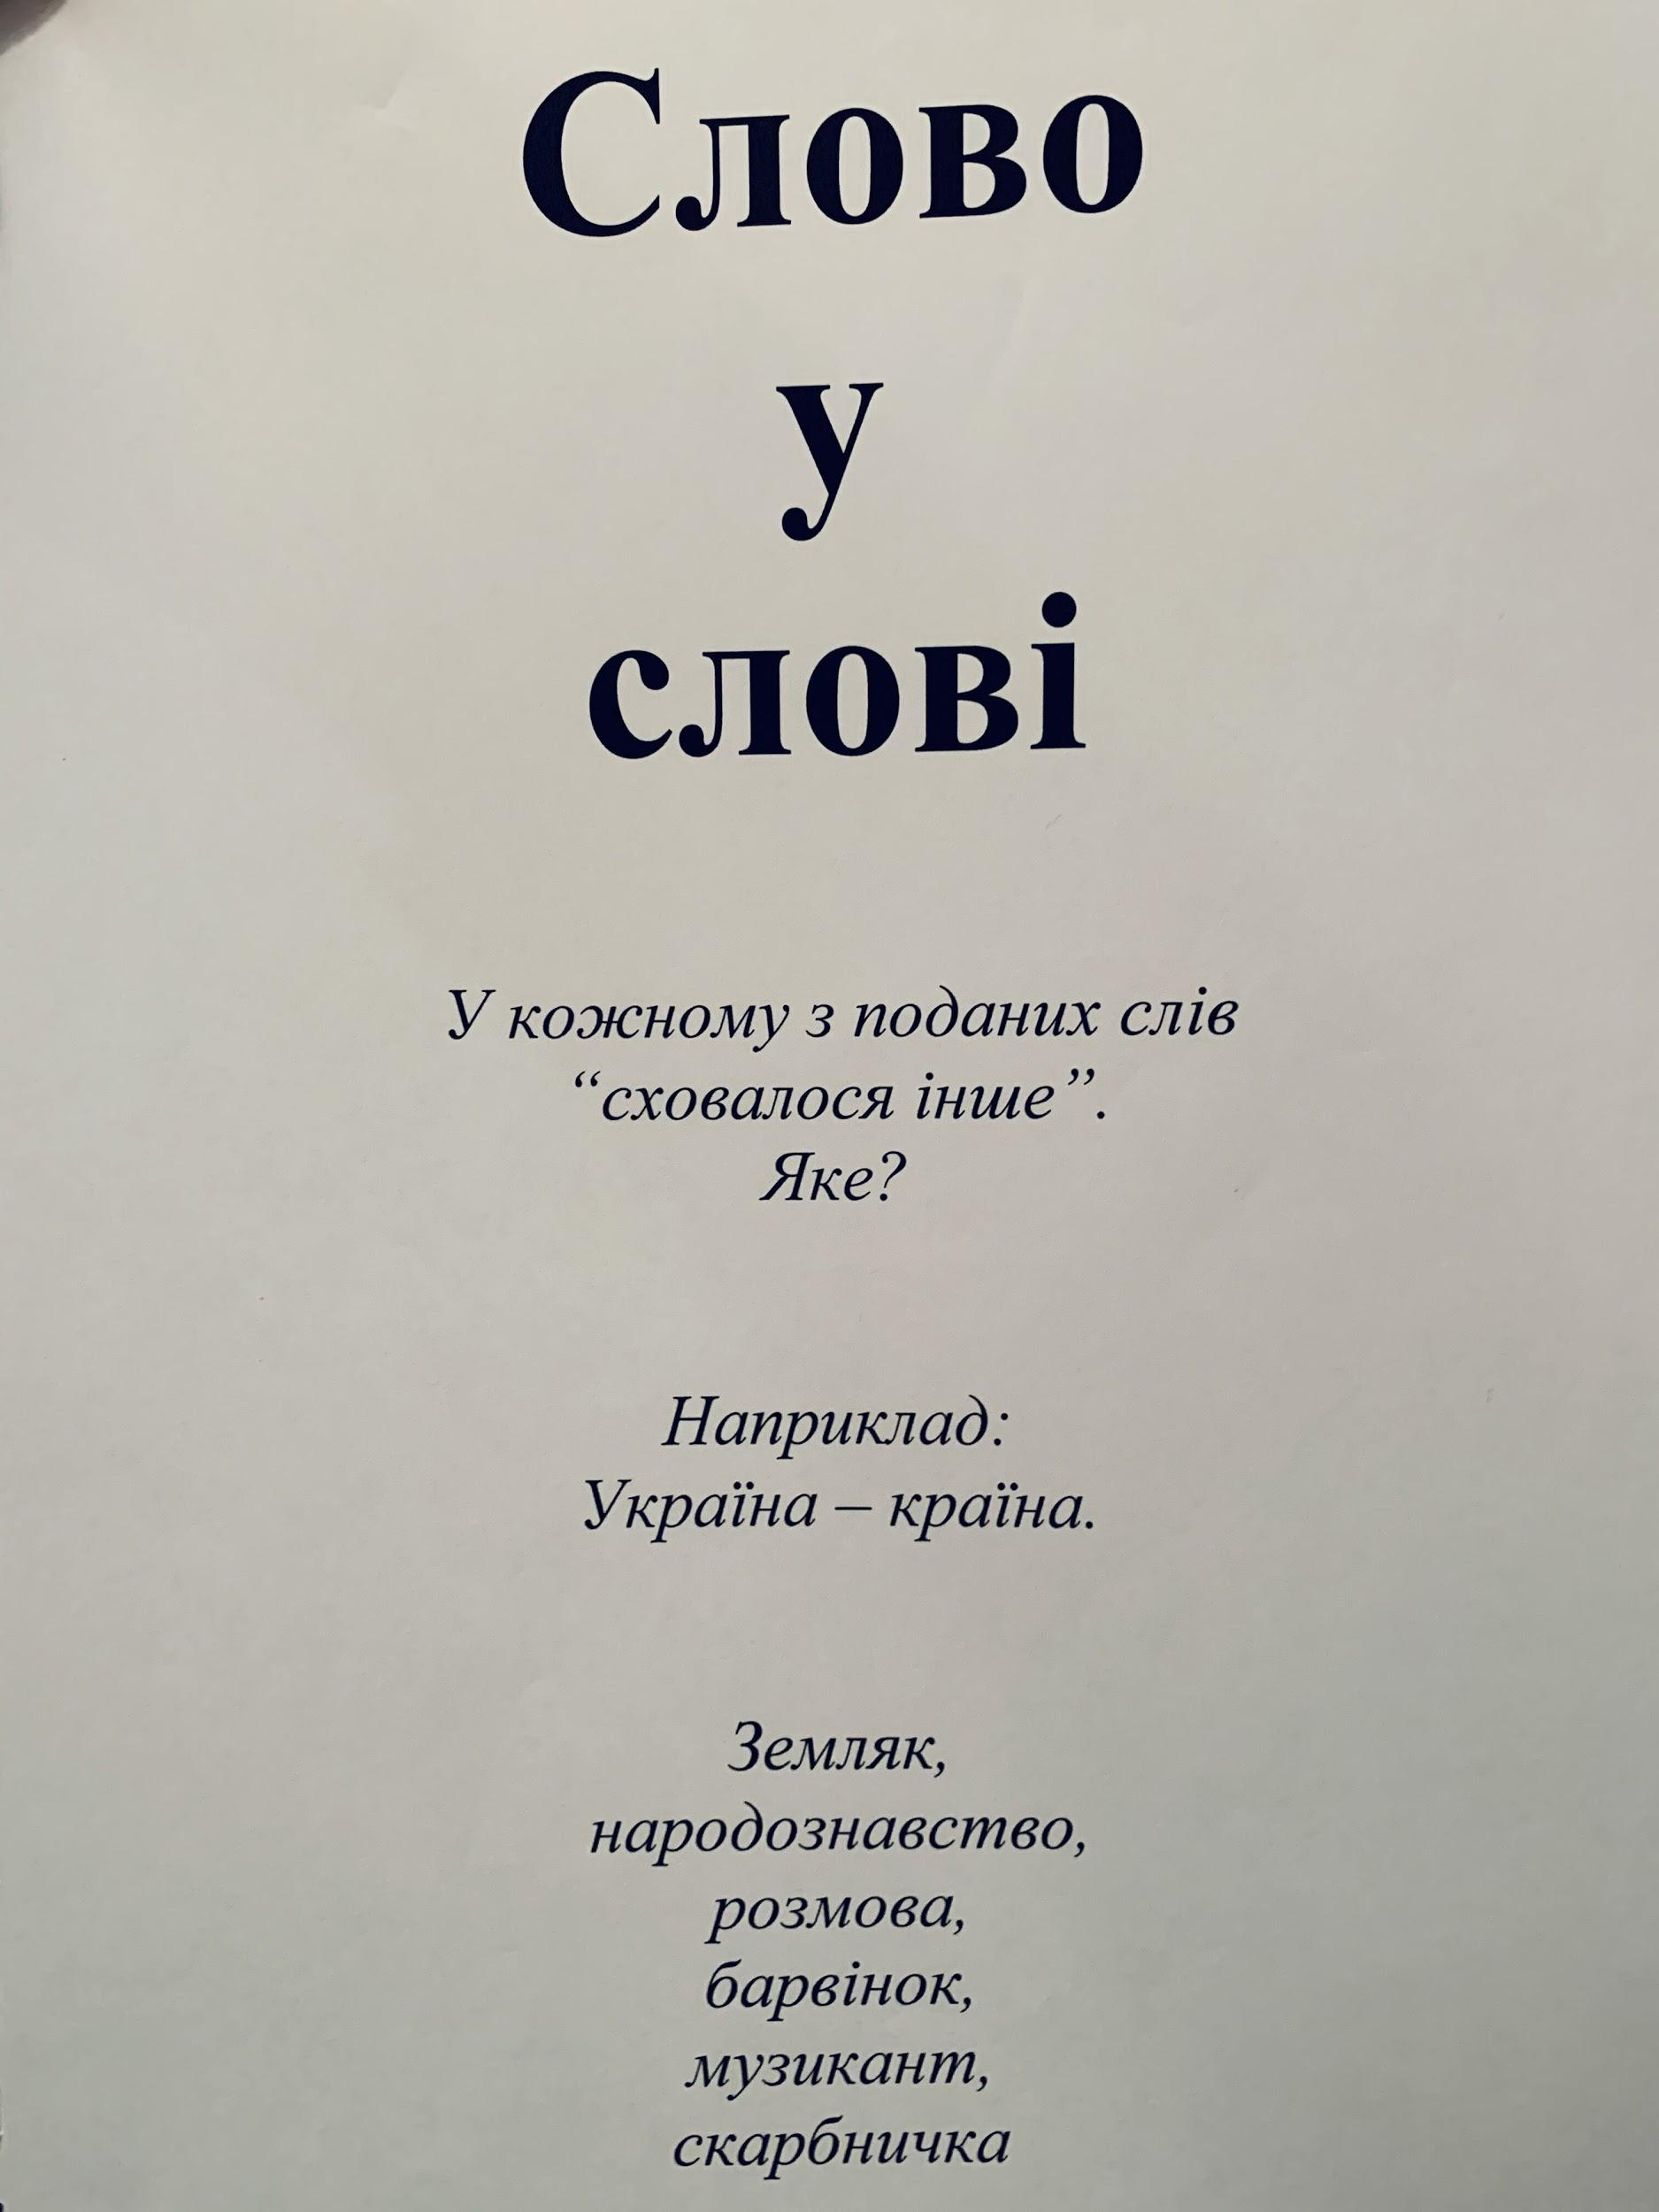 Слово
у
слові
У кожному з поданих слів
“сховалося інше”.
Яке?
Наприклад:
Україна – країна.
Земляк,
народознавство,
розмова,
барвінок,
музикант,
скарбничка